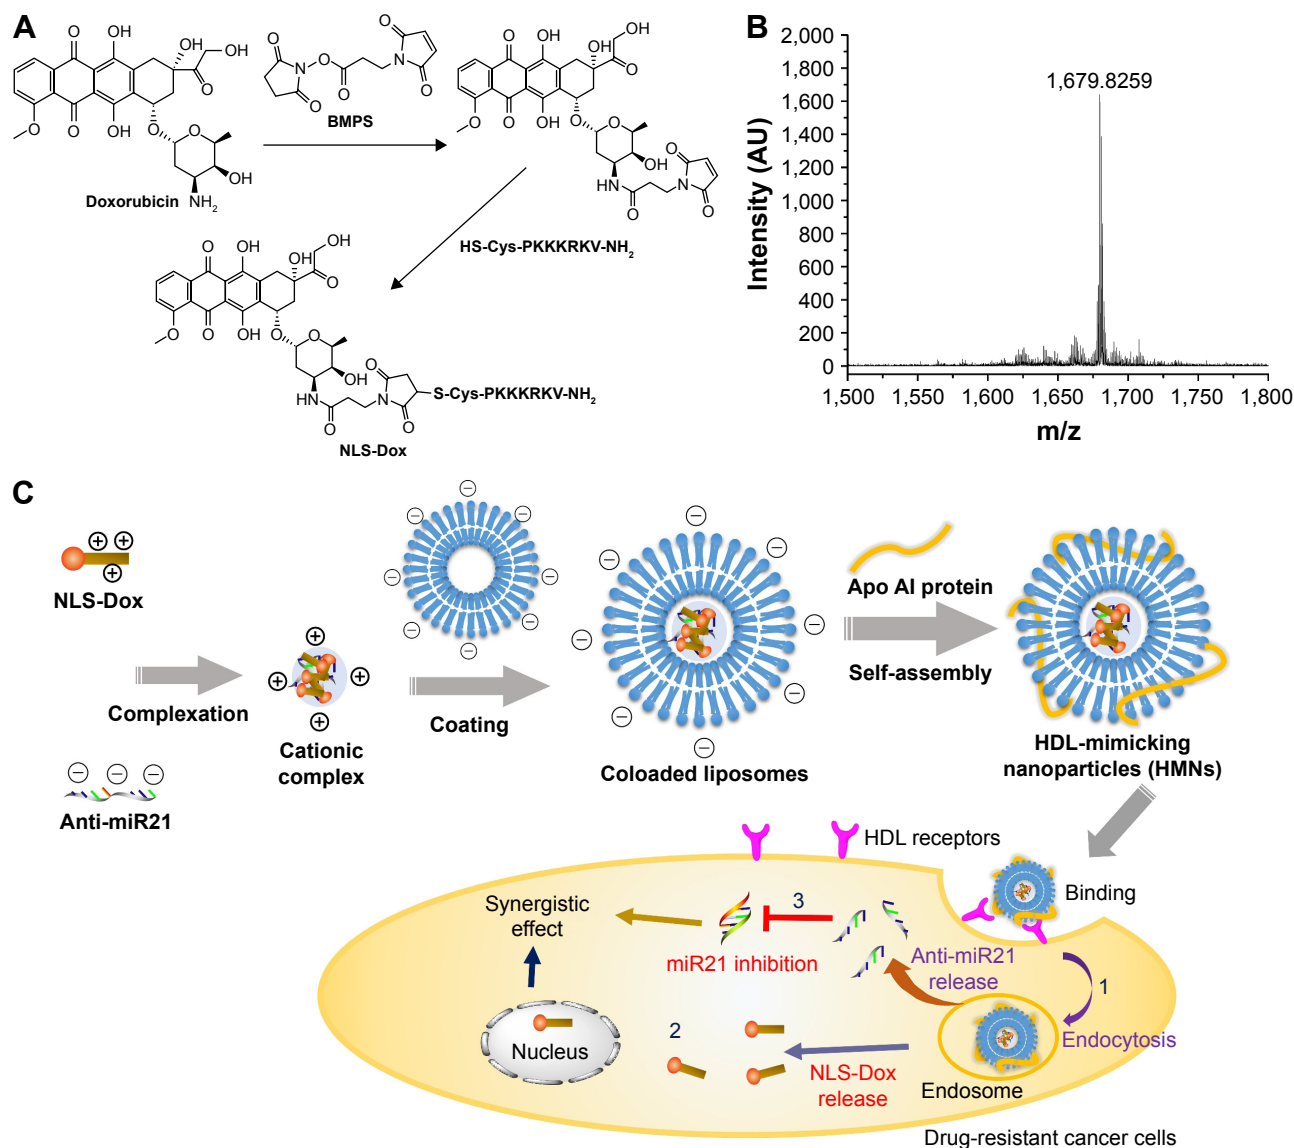 A
O
OH
OH
OH
O
O
O
OH
O
NH2
OH
O
Doxorubicin
O
N
O
O
O
N
O
O
BMPS
O
OH
OH
OH
O
O
O
OH
O
O
OH
HN
O
N
O
O
HS-Cys-PKKKRKV-NH2
O
OH
OH
OH
O
O
O
OH
O
O
OH
HN
O
N
O
O
S-Cys-PKKKRKV-NH2
NLS-Dox
B
2,000
1,800
1,600
1,400
1,200
1,000
800
600
400
200
0
Intensity (AU)
1,679.8259
1,500 1,550 1,600 1,650 1,700 1,750 1,800
m/z
C
NLS-Dox
Complexation
Anti-miR21
Cationic
complex
Coating
Coloaded liposomes
Apo AI protein
Self-assembly
HDL-mimicking
nanoparticles (HMNs)
HDL receptors
Binding
1
Endocytosis
Endosome
Anti-miR21
release
3
miR21 inhibition
Synergistic
effect
2
NLS-Dox
release
Nucleus
Drug-resistant cancer cells